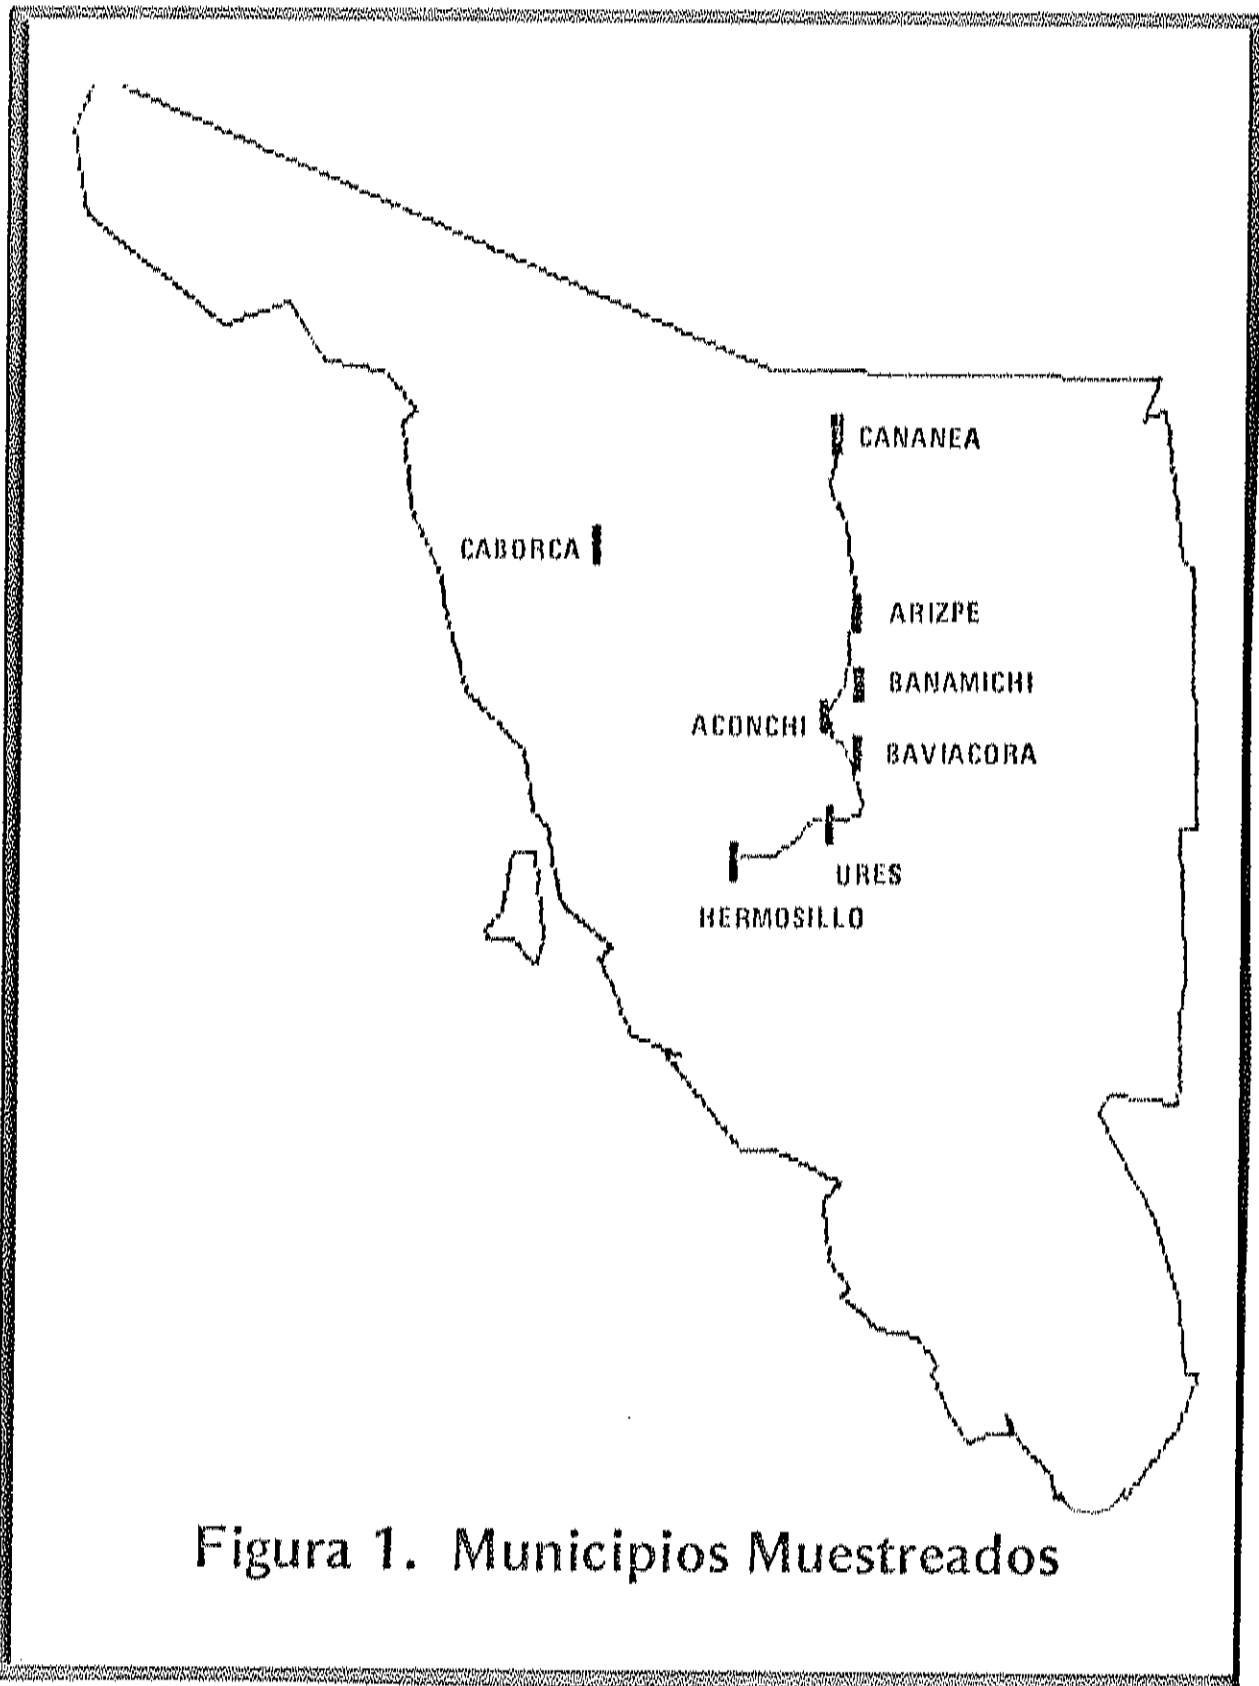 CANANEA
CABORCA
ARIZPE
BANAMICHI
ACONCHI
BAVIACORA
URES
HERMOSILLO
Figura 1. Municipios Muestreados